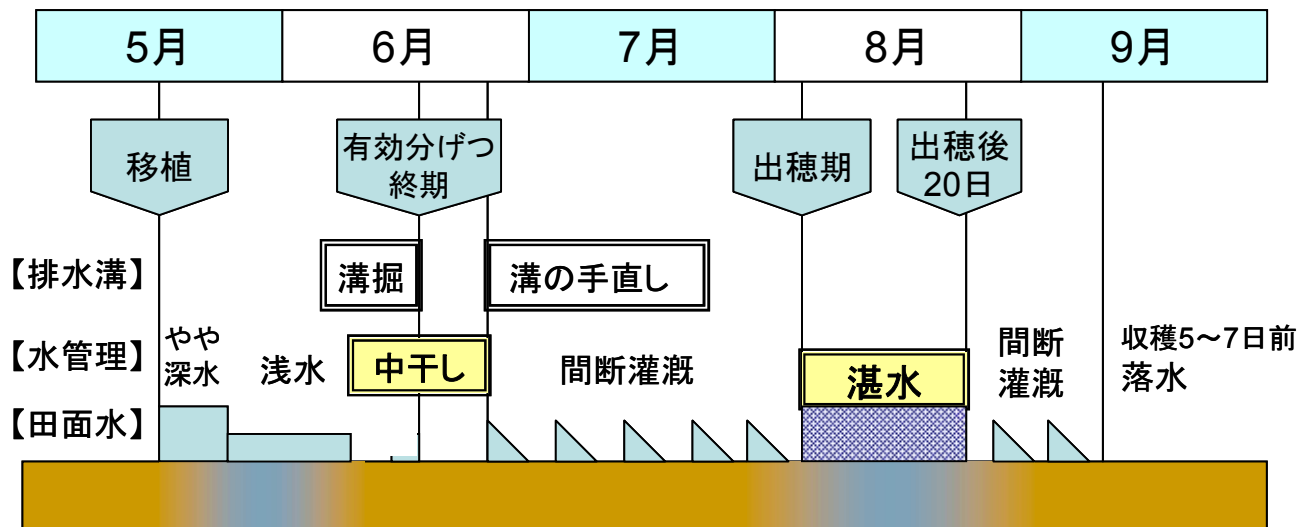 5月
6月
7月
8月
9月
移植
有効分げつ
終期
出穂期
出穂後
20日
【排水溝】
溝掘
溝の手直し
【水管理】
やや
深水
浅水
中干し
間断灌漑
湛水
間断
灌漑
収穫5～7日前
落水
【田面水】